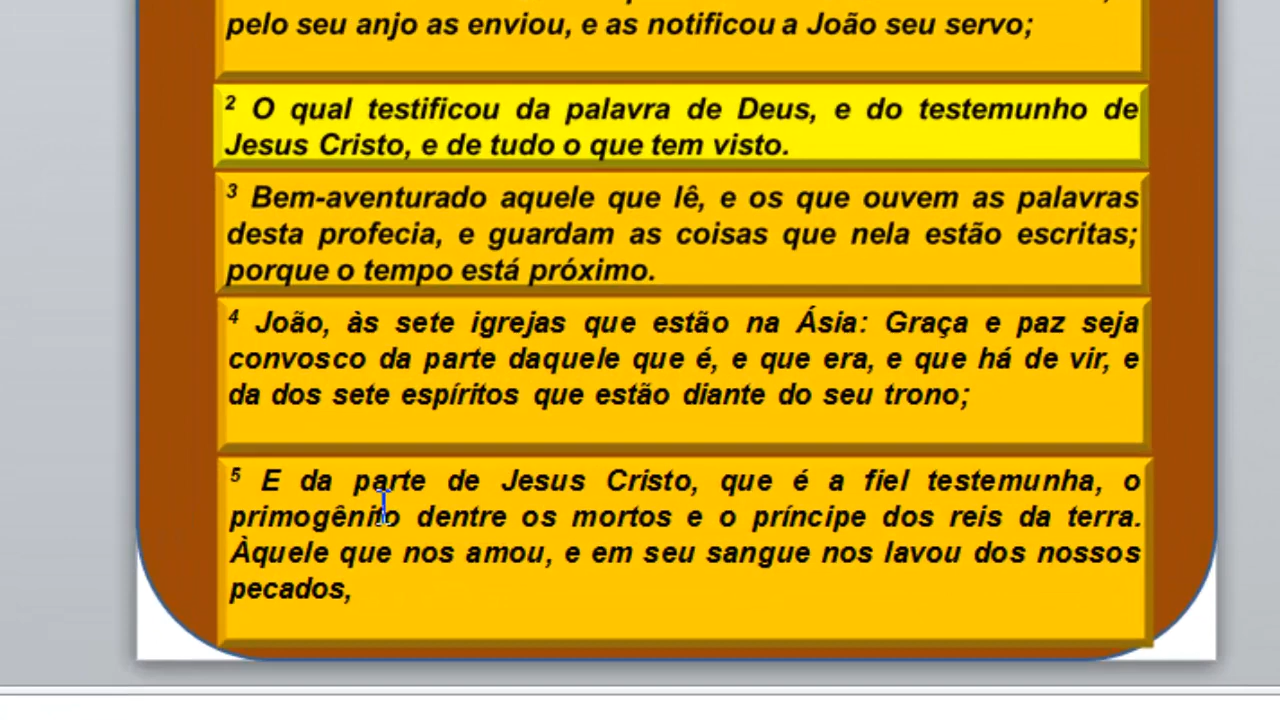 pelo seu anjo as enviou, e as notificou a João seu servo;
2 O qual testificou da palavra de Deus, e do testemunho de
Jesus Cristo, e de tudo o que tem visto.
3 Bem-aventurado aquele que lê, e os que ouvem as palavras
desta profecia, e guardam as coisas que nela estão escritas;
porque o tempo está próximo.
4 João, às sete igrejas que estão na Ásia: Graça e paz seja
convosco da parte daquele que é, e que era, e que há de vir, e
da dos sete espíritos que estão diante do seu trono;
5 E da parte de Jesus Cristo, que é a fiel testemunha, o
primogênito dentre os mortos e o príncipe dos reis da terra.
Àquele que nos amou, e em seu sangue nos lavou dos nossos
pecados,